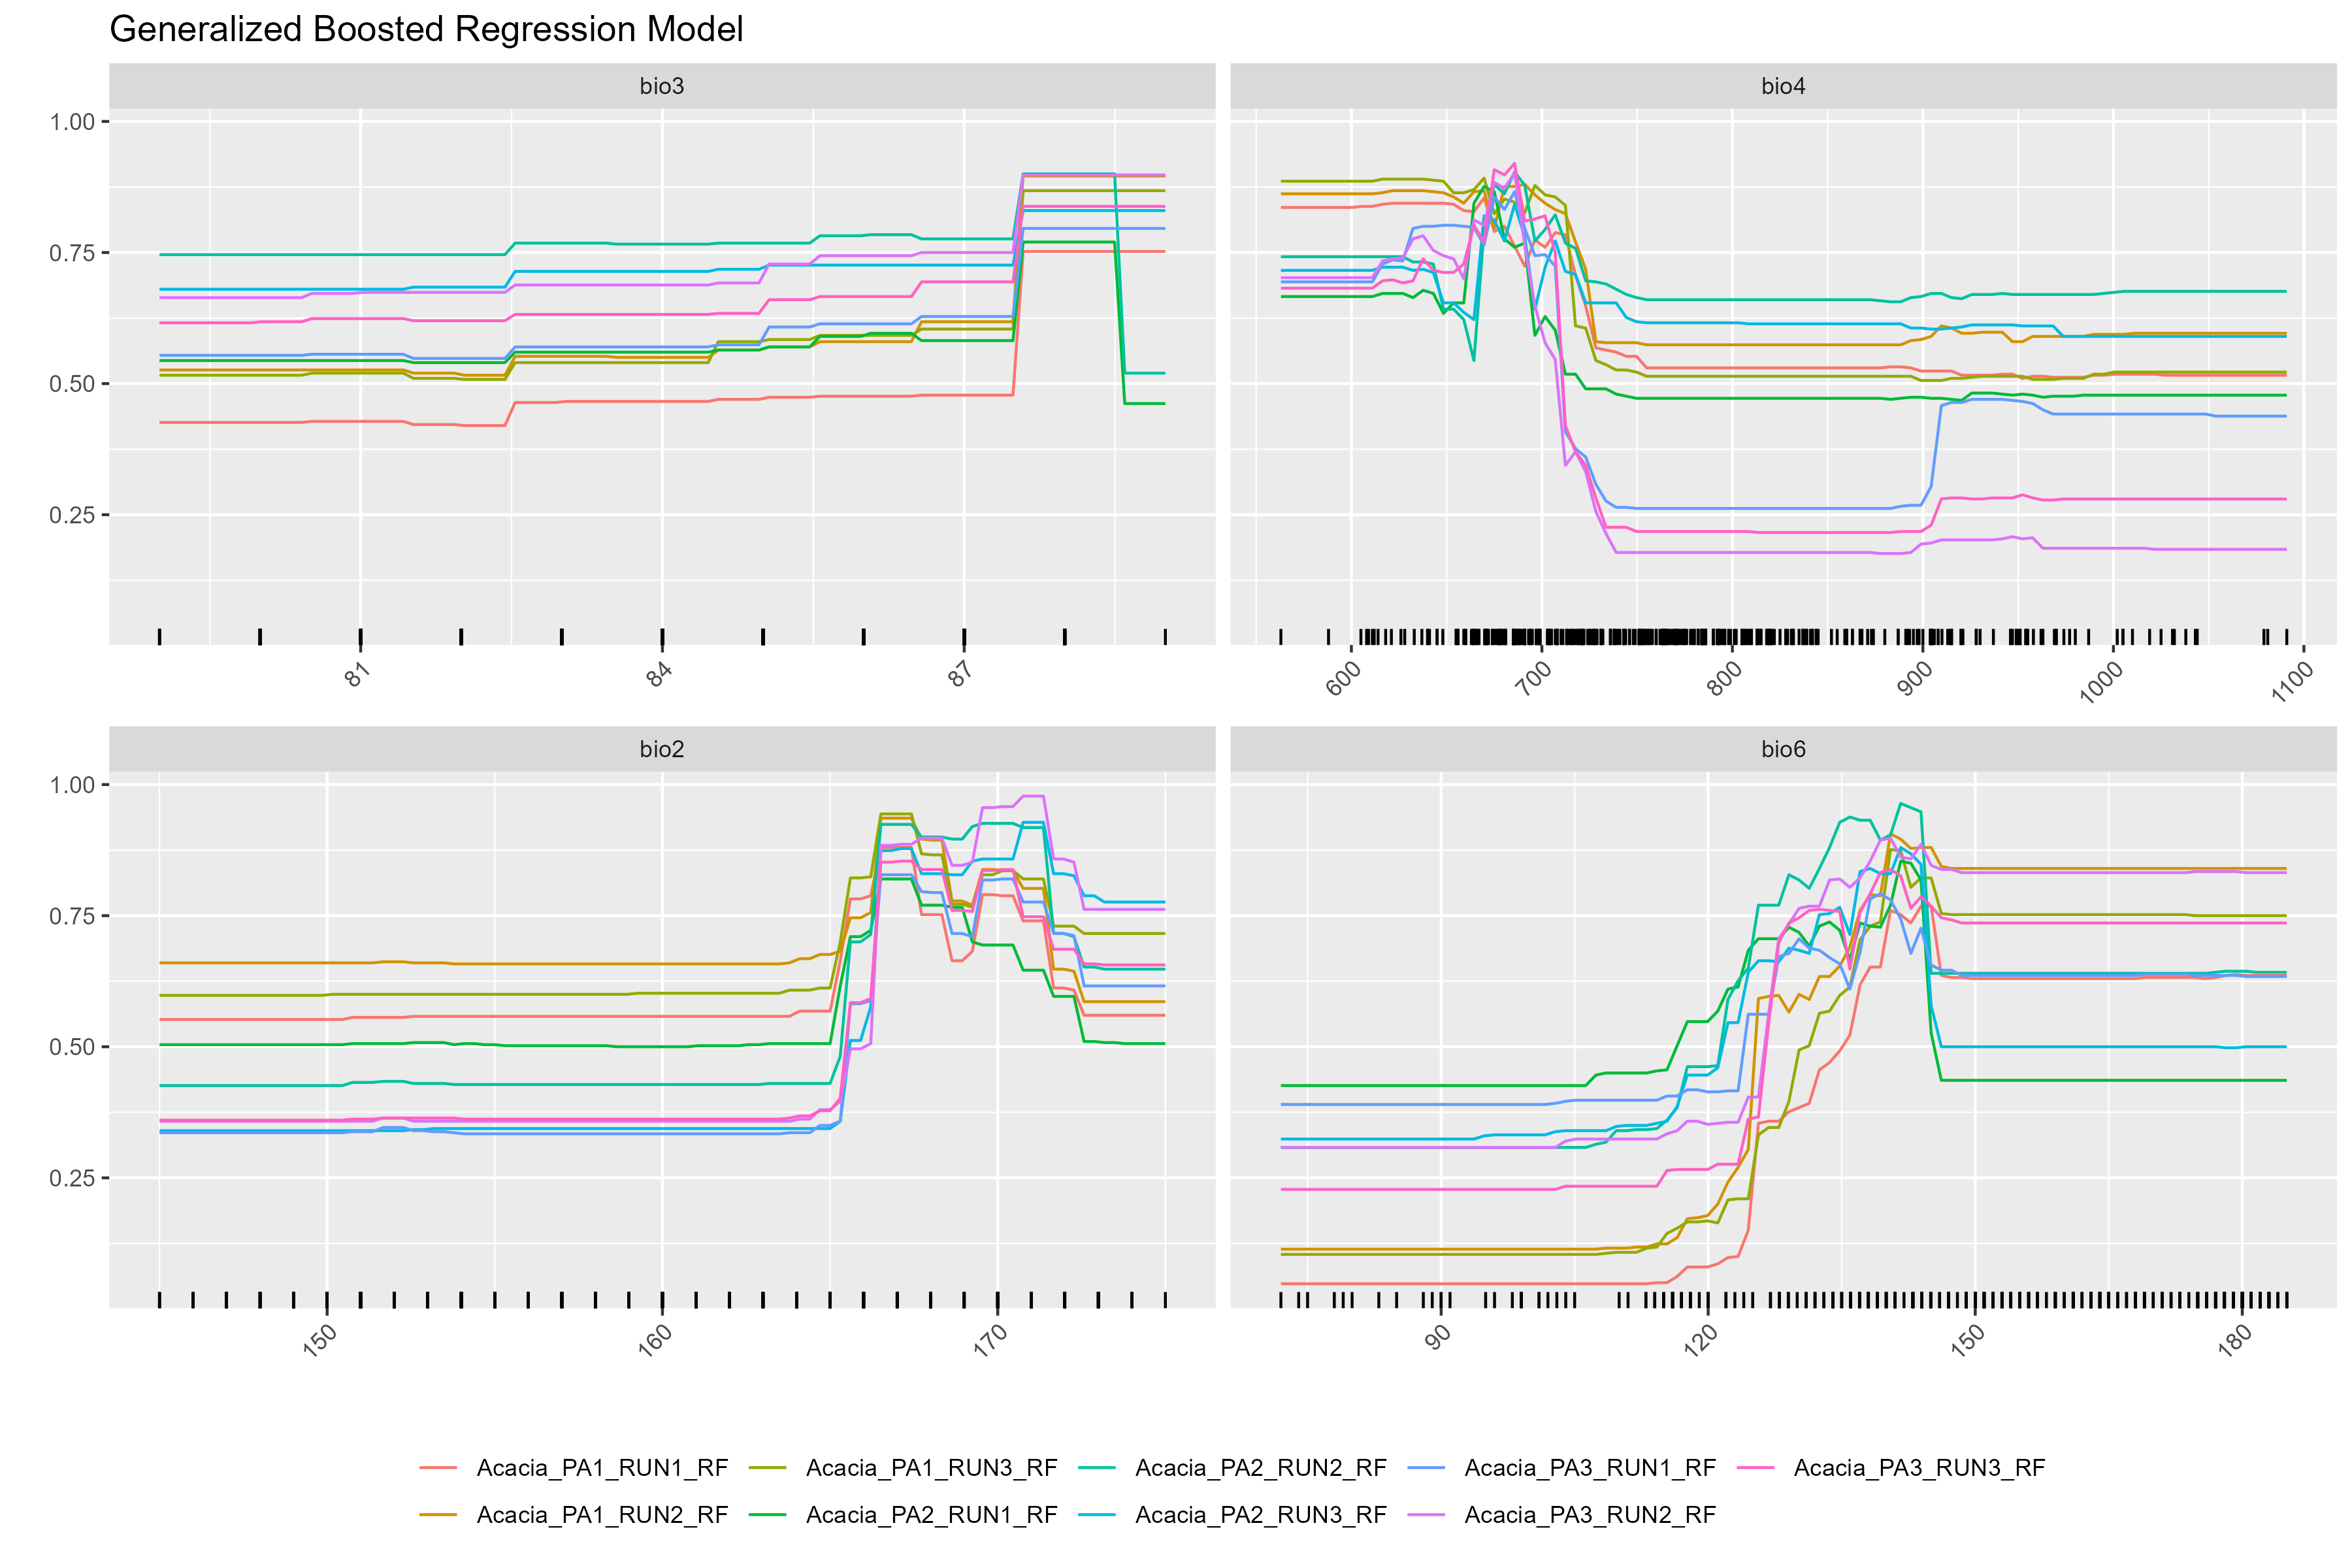 Generalized Boosted Regression Model
bio3
bio4
1.00
0.75
0.50
0.25
81
84
87
600
700
800
900
1000
1100
bio2
bio6
1.00
0.75
0.50
0.25
150
160
170
90
120
150
180
Acacia_PA1_RUN1_RF
Acacia_PA1_RUN3_RF
Acacia_PA2_RUN2_RF
Acacia_PA3_RUN1_RF
Acacia_PA3_RUN3_RF
Acacia_PA1_RUN2_RF
Acacia_PA2_RUN1_RF
Acacia_PA2_RUN3_RF
Acacia_PA3_RUN2_RF